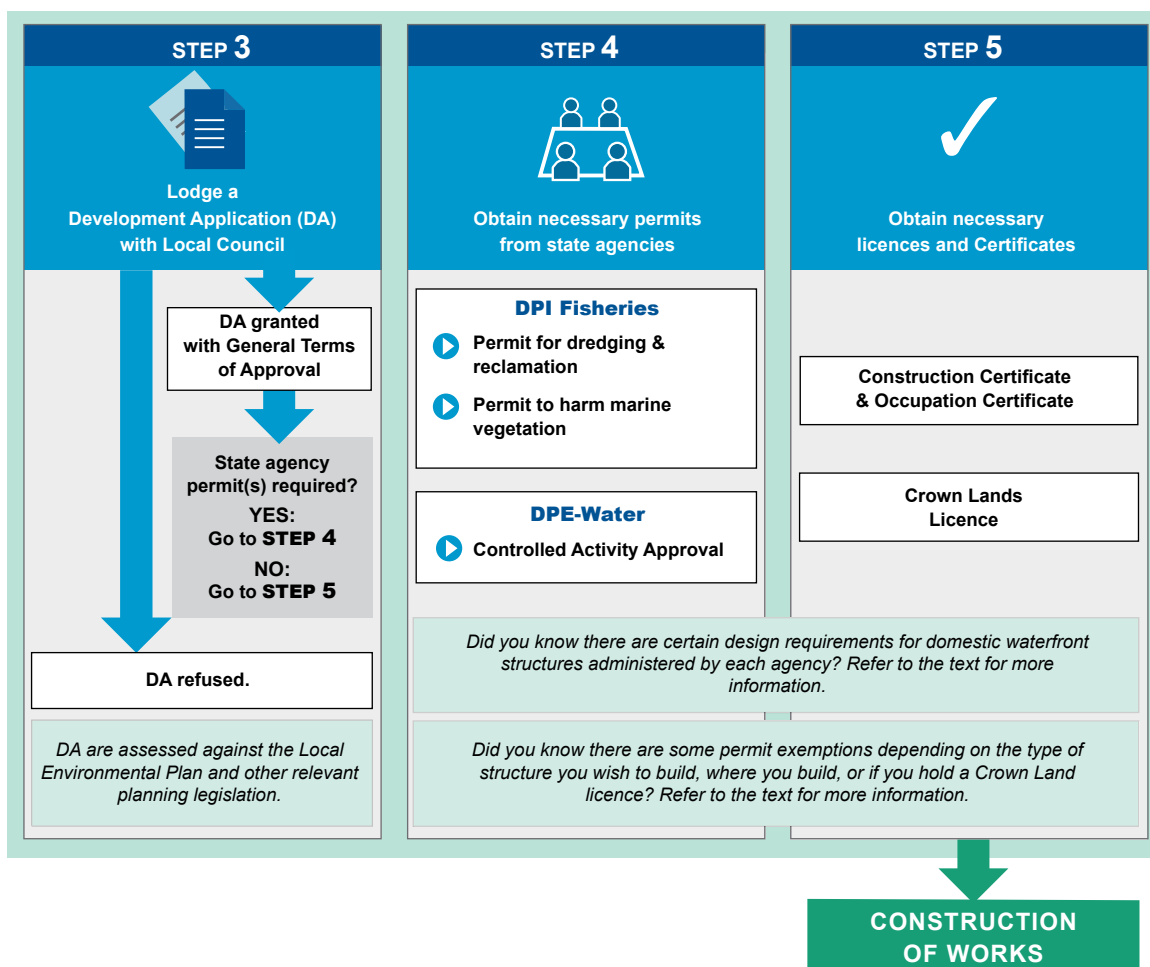 STEP 3
Lodge a
Development Application (DA)
with Local Council
DA granted
with General Terms
of Approval
State agency
permit(s) required?
YES:
Go to STEP 4
NO:
Go to STEP 5
DA refused.
DA are assessed against the Local
Environmental Plan and other relevant
planning legislation.
STEP 4
Obtain necessary permits
from state agencies
DPI Fisheries
Permit for dredging &
reclamation
Permit to harm marine
vegetation
DPE-Water
Controlled Activity Approval
STEP 5
Obtain necessary
licences and Certificates
Construction Certificate
& Occupation Certificate
Crown Lands
Licence
Did you know there are certain design requirements for domestic waterfront
structures administered by each agency? Refer to the text for more
information.
Did you know there are some permit exemptions depending on the type of
structure you wish to build, where you build, or if you hold a Crown Land
licence? Refer to the text for more information.
CONSTRUCTION
OF WORKS